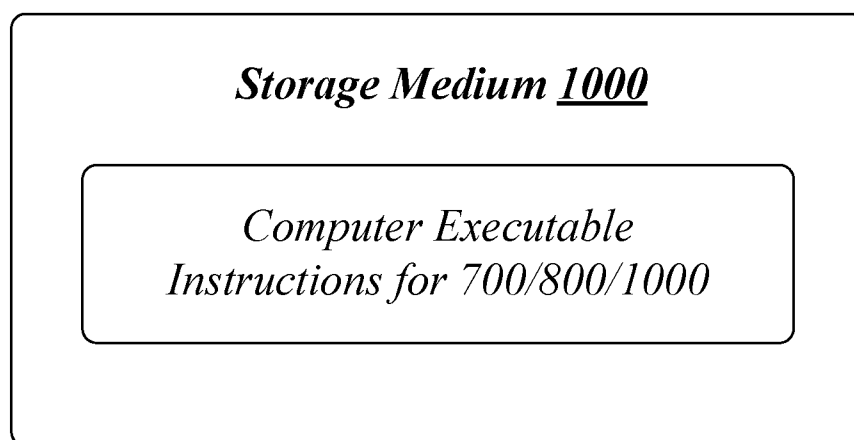 Storage Medium 1000
Computer Executable
Instructions for 700/800/1000